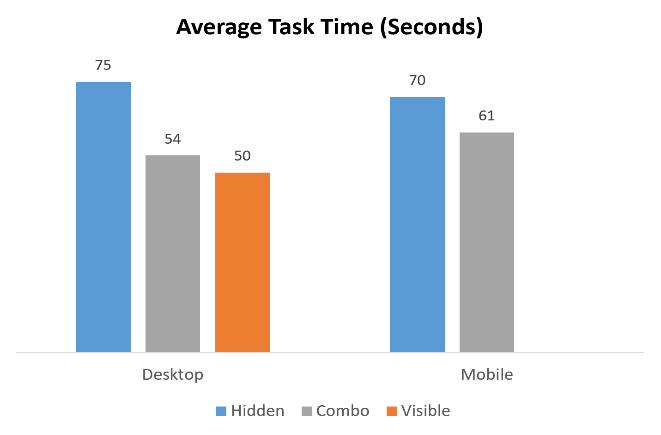 Average Task Time (Seconds)
75
54
50
70
61
Desktop
Mobile
Hidden Combo Visible